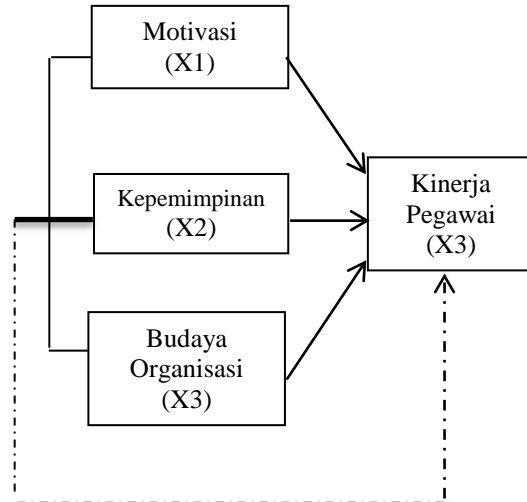 Motivasi
(X1)
Kepemimpinan
(X2)
Budaya
Organisasi
(X3)
Kinerja
Pegawai
(X3)